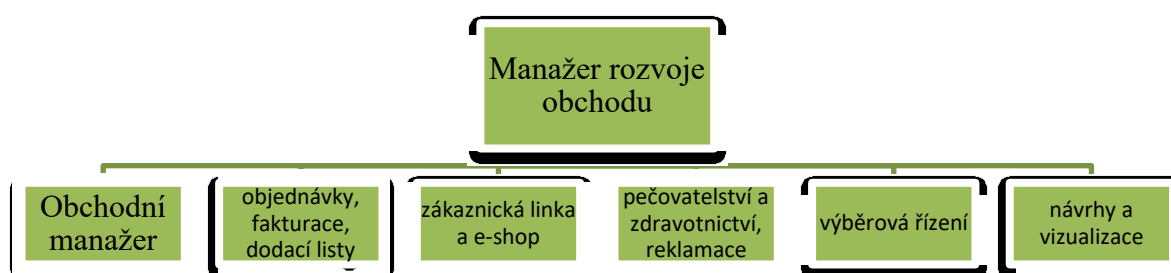 Manažer rozvoje
obchodu
Obchodní
manažer
objednávky,
fakturace,
dodací listy
zákaznická linka
a e-shop
pečovatelství a
zdravotnictví,
reklamace
výběrová řízení
návrhy a
vizualizace